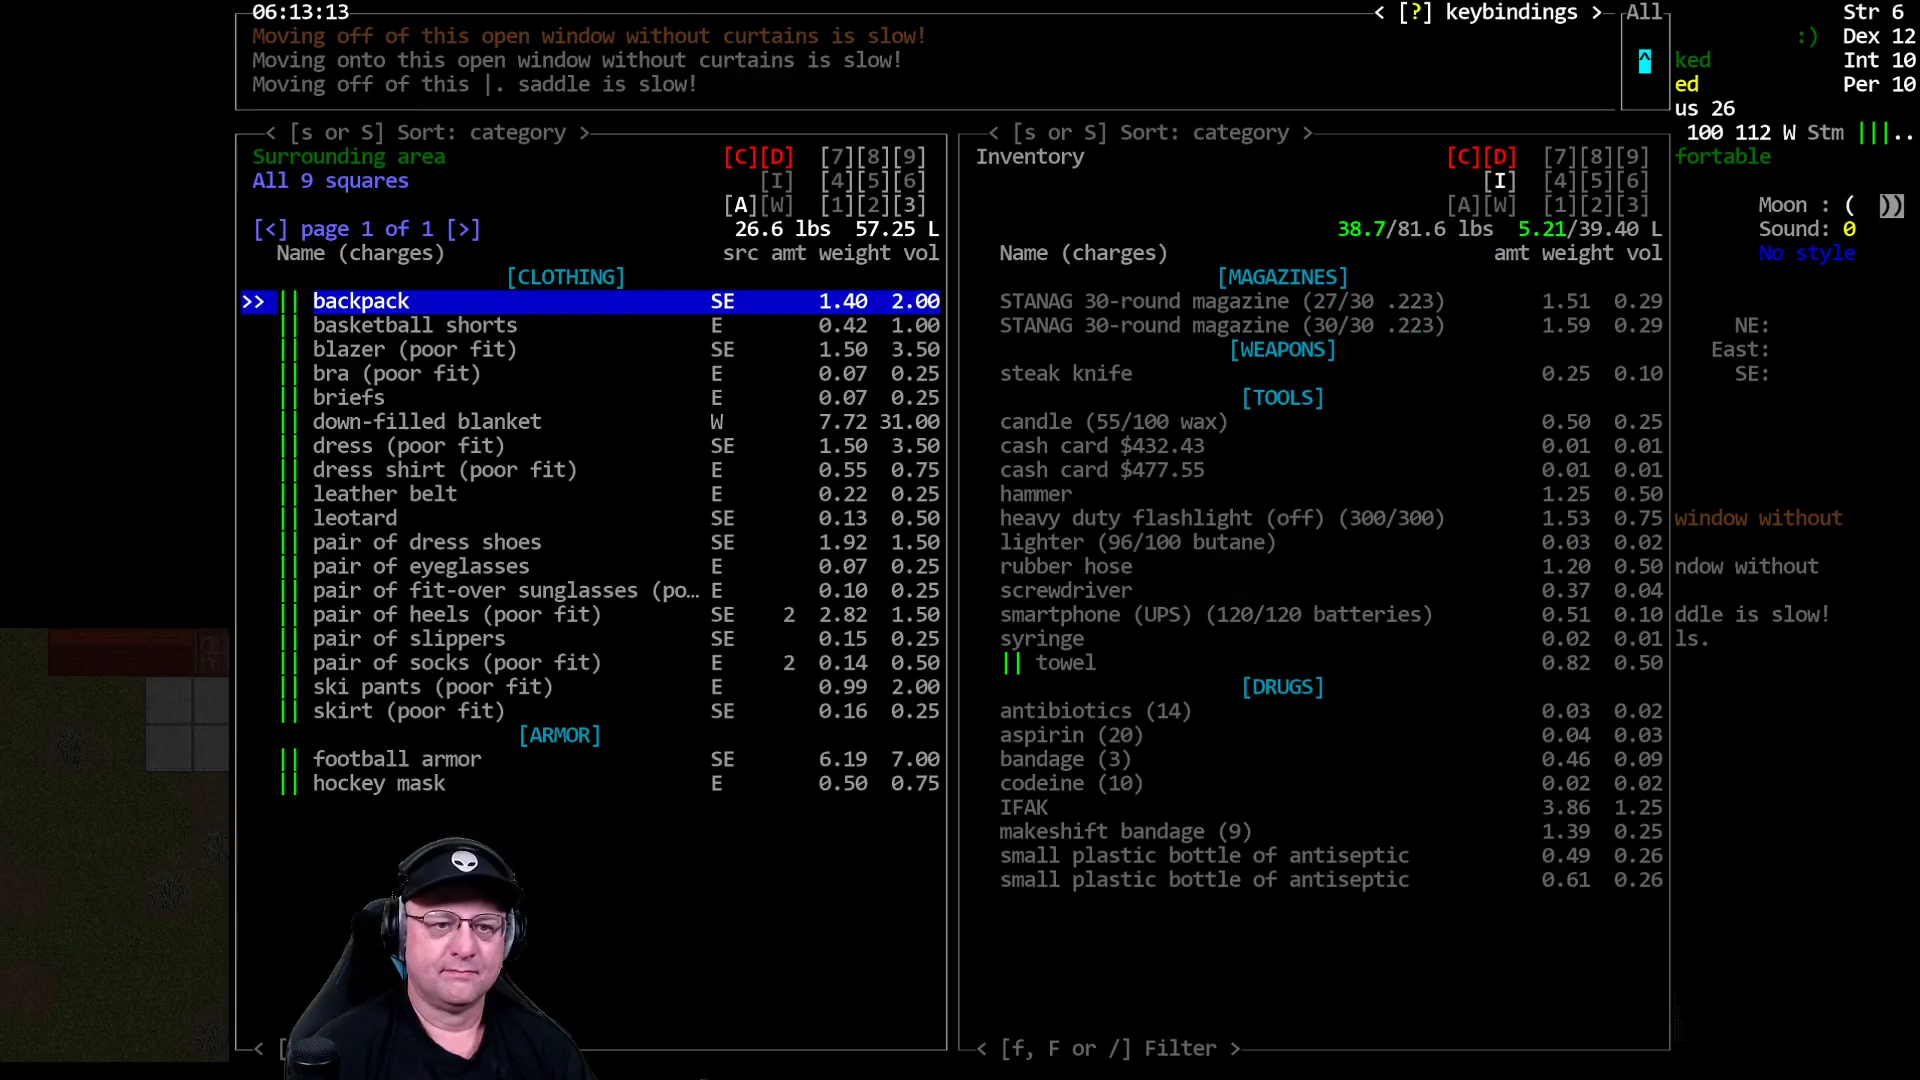 06:13:13
< [?] keybindings >
All
Str 6
Moving off of this open window without curtains is slow!
:)
Dex 12
Moving onto this open window without curtains is slow!
^
ked
Int 10
Moving off of this |. saddle is slow!
ed
Per 10
us 26
< [s or S] Sort: category >
< [s or S] Sort: category >
100 112 W Stm |||..
Surrounding area
[C][D] [7][8][9]
Inventory
[C][D] [7][8][9]
fortable
All 9 squares
[I] [4][5][6]
[I] [4][5][6]
[A][W] [1][2][3]
[A][W] [1][2][3]
Moon : ( ))
[<] page 1 of 1 [>]
26.6 lbs 57.25 L
38.7/81.6 lbs 5.21/39.40 L
Sound: 0
Name (charges) src amt weight vol
Name (charges) amt weight vol
No style
[CLOTHING]
[MAGAZINES]
>> || backpack SE 1.40 2.00
STANAG 30-round magazine (27/30 .223) 1.51 0.29
|| basketball shorts E 0.42 1.00
STANAG 30-round magazine (30/30 .223) 1.59 0.29
NE:
|| blazer (poor fit) SE 1.50 3.50
[WEAPONS]
East:
|| bra (poor fit) E 0.07 0.25
steak knife 0.25 0.10
SE:
|| briefs E 0.07 0.25
[TOOLS]
|| down-filled blanket W 7.72 31.00
candle (55/100 wax) 0.50 0.25
|| dress (poor fit) SE 1.50 3.50
cash card $432.43 0.01 0.01
|| dress shirt (poor fit) E 0.55 0.75
cash card $477.55 0.01 0.01
|| leather belt E 0.22 0.25
hammer 1.25 0.50
|| leotard SE 0.13 0.50
heavy duty flashlight (off) (300/300) 1.53 0.75
window without
|| pair of dress shoes SE 1.92 1.50
lighter (96/100 butane) 0.03 0.02
|| pair of eyeglasses E 0.07 0.25
rubber hose 1.20 0.50
ndow without
|| pair of fit-over sunglasses (po… E 0.10 0.25
screwdriver 0.37 0.04
|| pair of heels (poor fit) SE 2 2.82 1.50
smartphone (UPS) (120/120 batteries) 0.51 0.10
ddle is slow!
|| pair of slippers SE 0.15 0.25
syringe 0.02 0.01
ls.
|| pair of socks (poor fit) E 2 0.14 0.50
|| towel 0.82 0.50
|| ski pants (poor fit) E 0.99 2.00
[DRUGS]
|| skirt (poor fit) SE 0.16 0.25
antibiotics (14) 0.03 0.02
[ARMOR]
aspirin (20) 0.04 0.03
|| football armor SE 6.19 7.00
bandage (3) 0.46 0.09
|| hockey mask E 0.50 0.75
codeine (10) 0.02 0.02
IFAK 3.86 1.25
makeshift bandage (9) 1.39 0.25
small plastic bottle of antiseptic 0.49 0.26
small plastic bottle of antiseptic 0.61 0.26
< [
< [f, F or /] Filter >